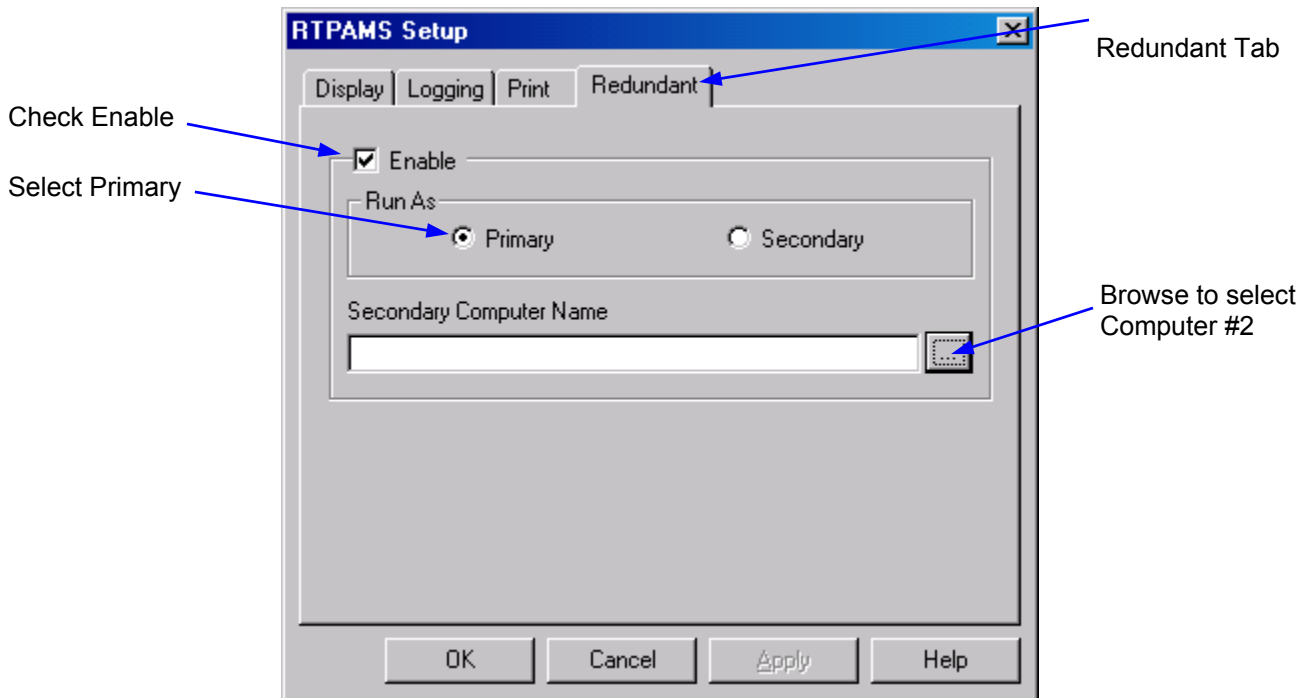 RTPAMS Setup
Redundant Tab
Display Logging Print Redundant
Check Enable
Enable
Select Primary
Run As
Primary Secondary
Secondary Computer Name
Browse to select
Computer #2
...
OK Cancel Apply Help